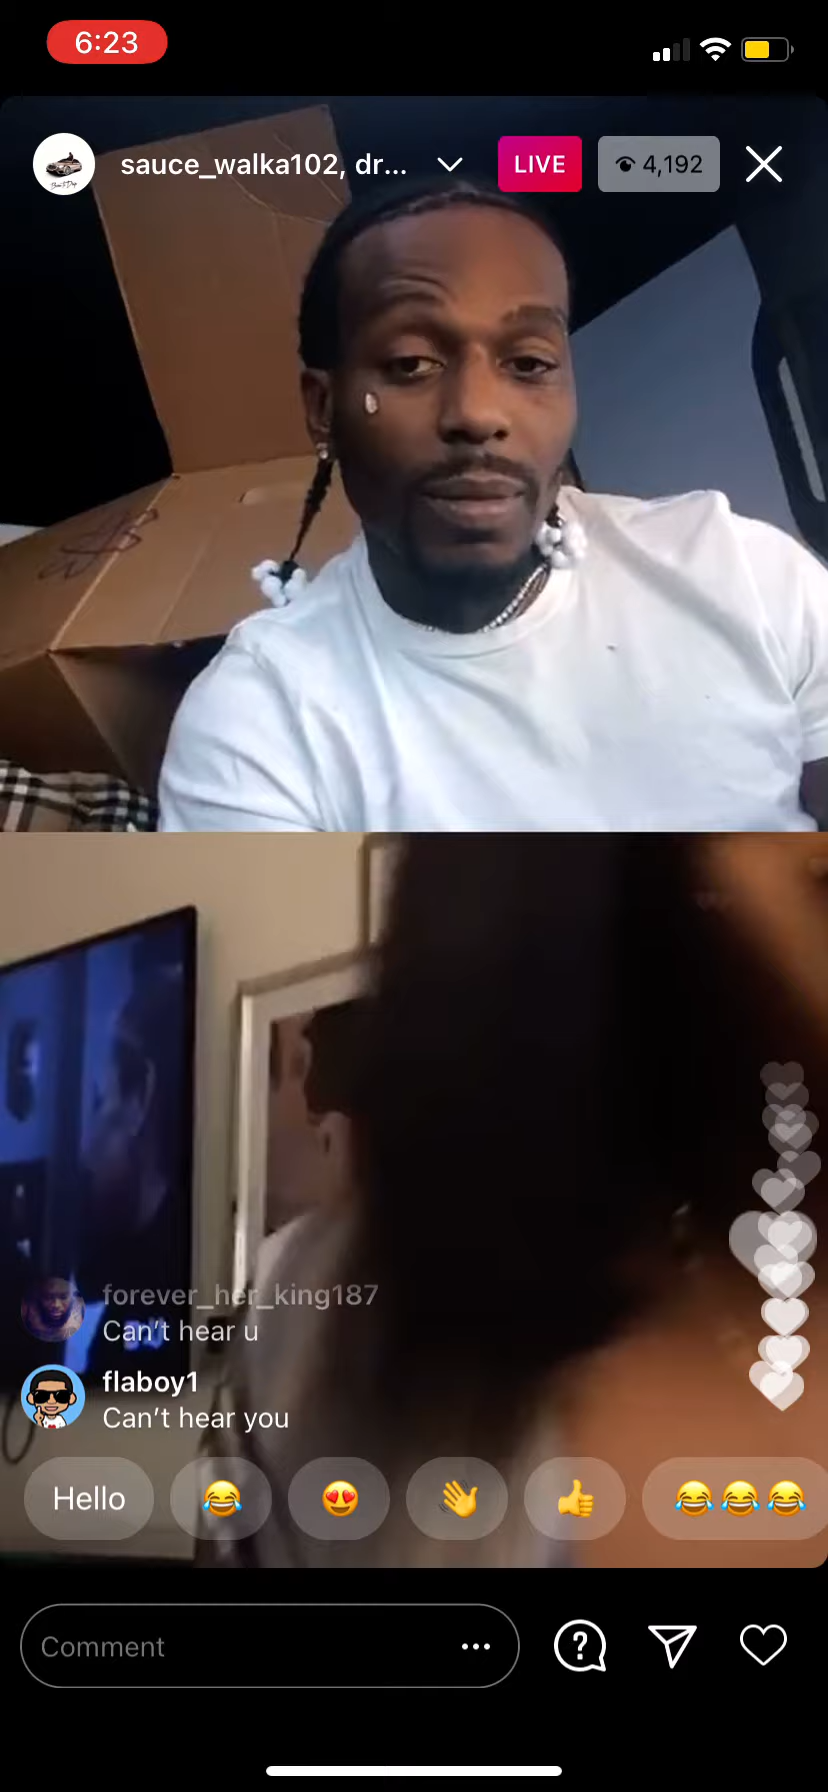 6:23
sauce_walka102, dr...
LIVE
4,192
forever_her_king187
Can't hear u
flaboy1
Can't hear you
Hello
Comment